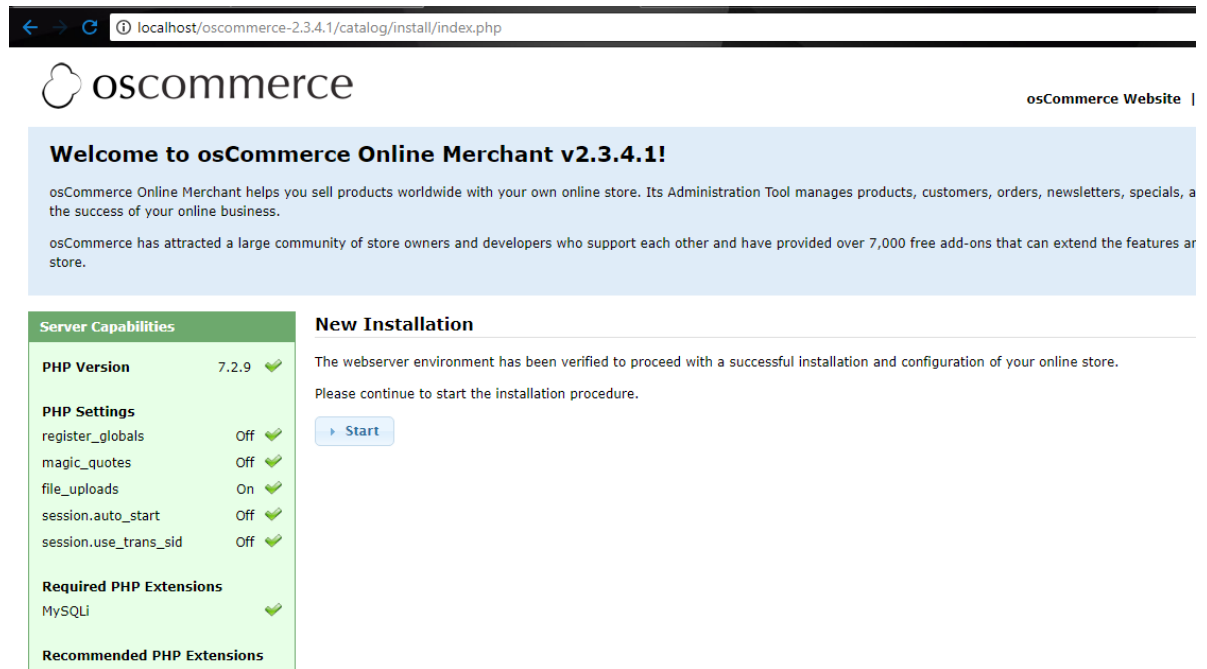 localhost/oscommerce-2.3.4.1/catalog/install/index.php
oscommerce
osCommerce Website |
Welcome to osCommerce Online Merchant v2.3.4.1!
osCommerce Online Merchant helps you sell products worldwide with your own online store. Its Administration Tool manages products, customers, orders, newsletters, specials, a
the success of your online business.
osCommerce has attracted a large community of store owners and developers who support each other and have provided over 7,000 free add-ons that can extend the features ar
store.
Server Capabilities
PHP Version 7.2.9
PHP Settings
register_globals Off
magic_quotes Off
file_uploads On
session.auto_start Off
session.use_trans_sid Off
Required PHP Extensions
MySQLi
Recommended PHP Extensions
New Installation
The webserver environment has been verified to proceed with a successful installation and configuration of your online store.
Please continue to start the installation procedure.
Start